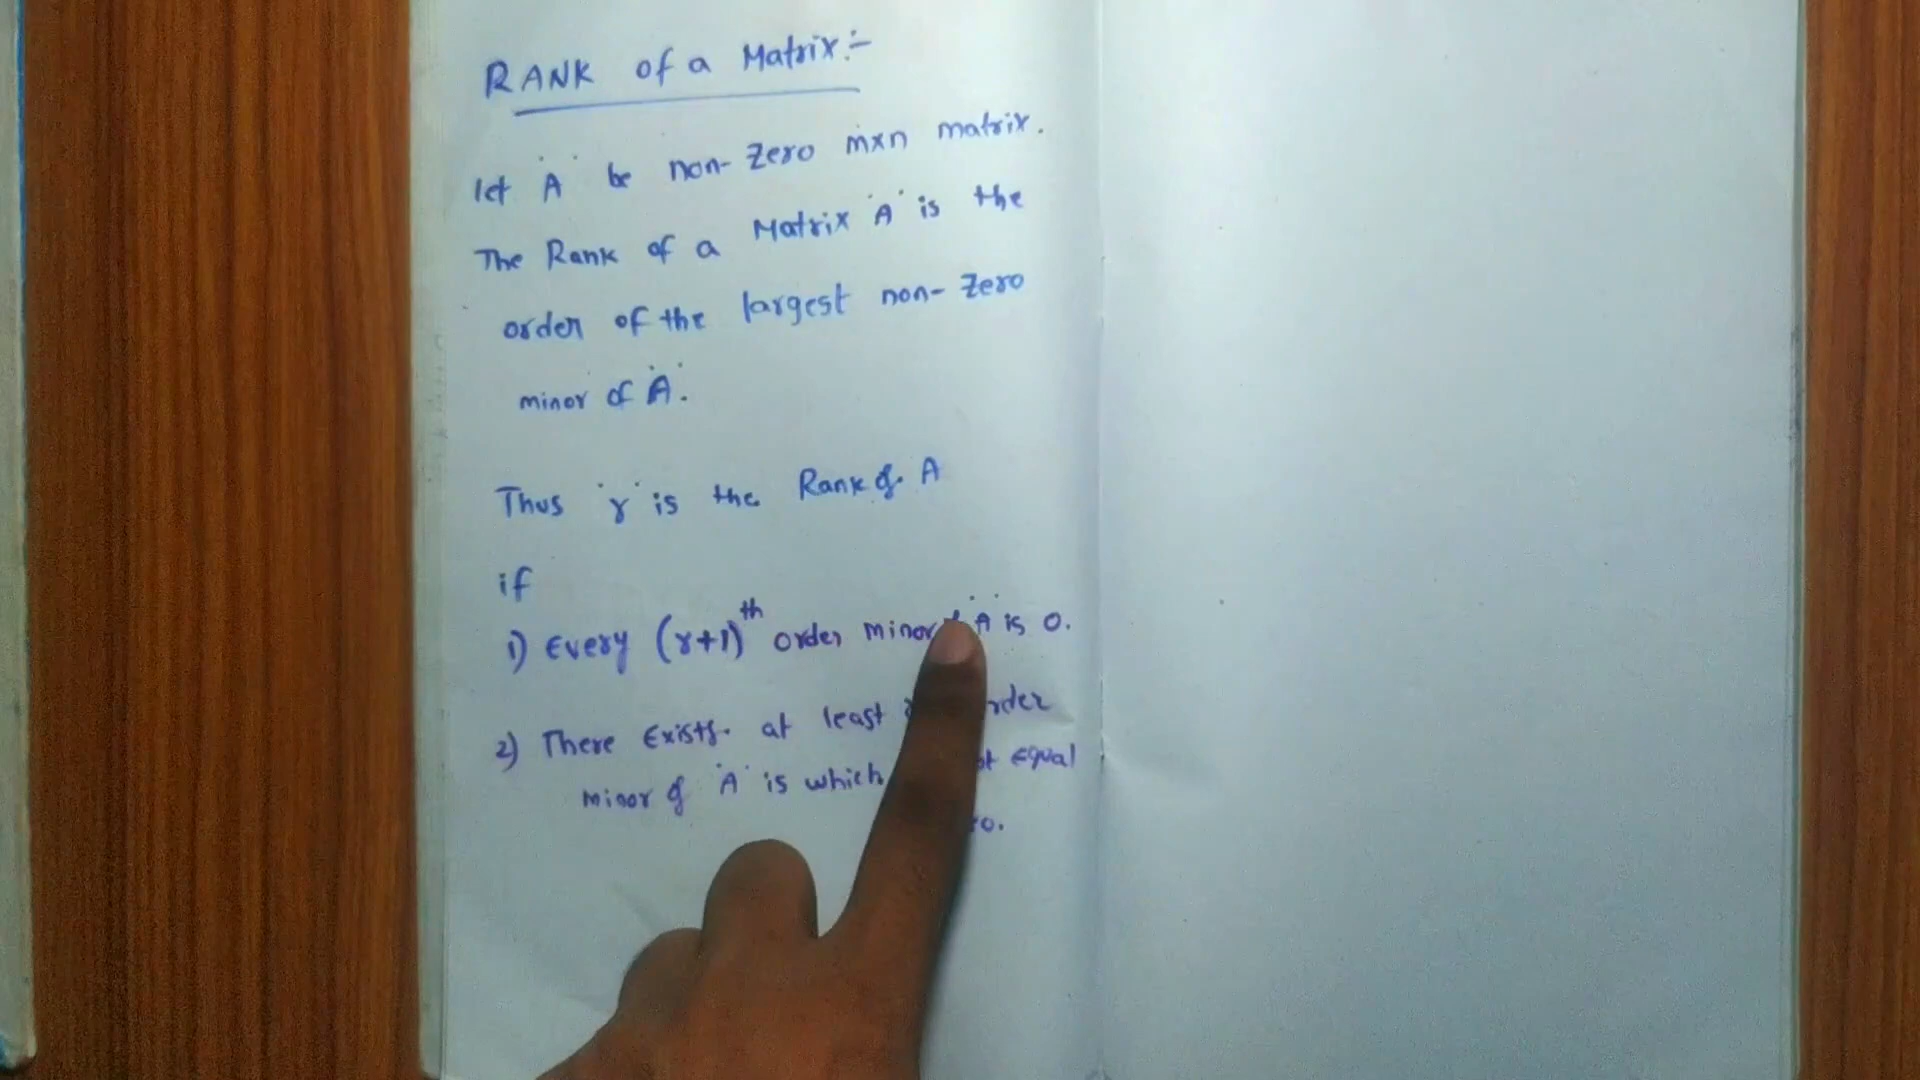 RANK of a Matrix:-
let 'A' be non-zero mxn matrix.
The Rank of a Matrix 'A' is the
order of the largest non-zero
minor of 'A'.
Thus 'r' is the Rank of A
if
1) Every (r+1)th order minor 'A' is 0.
2) There Exists. at least order
minor of 'A' is which Equal